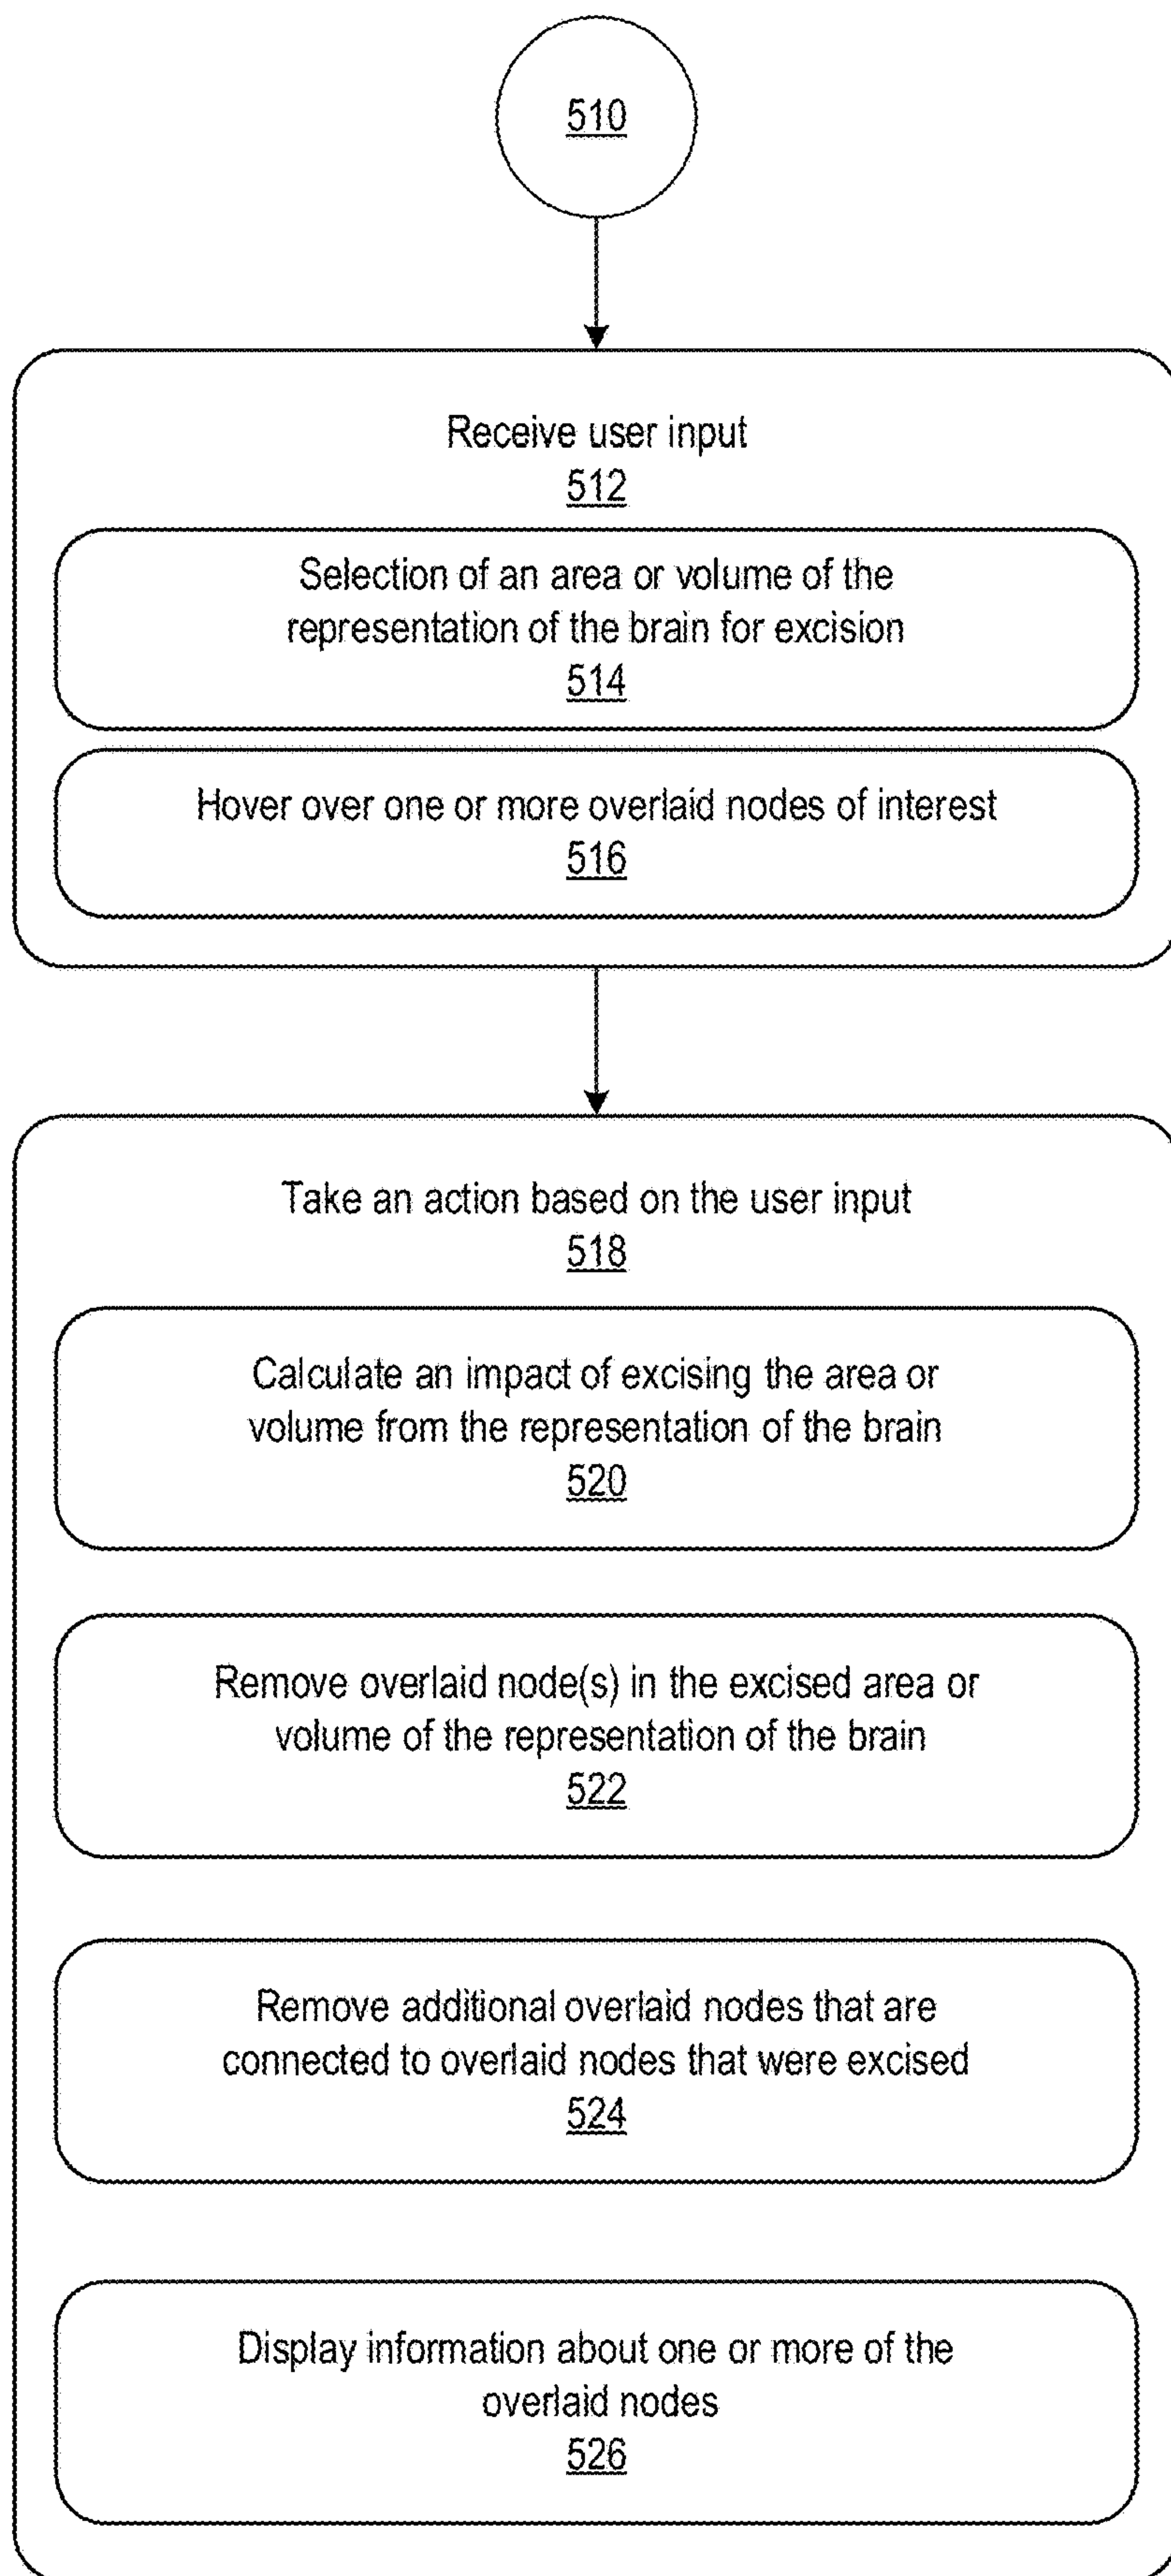 510
Receive user input
512
Selection of an area or volume of the
representation of the brain for excision
514
Hover over one or more overlaid nodes of interest
516
Take an action based on the user input
518
Calculate an impact of excising the area or
volume from the representation of the brain
520
Remove overlaid node(s) in the excised area or
volume of the representation of the brain
522
Remove additional overlaid nodes that are
connected to overlaid nodes that were excised
524
Display information about one or more of the
overlaid nodes
526